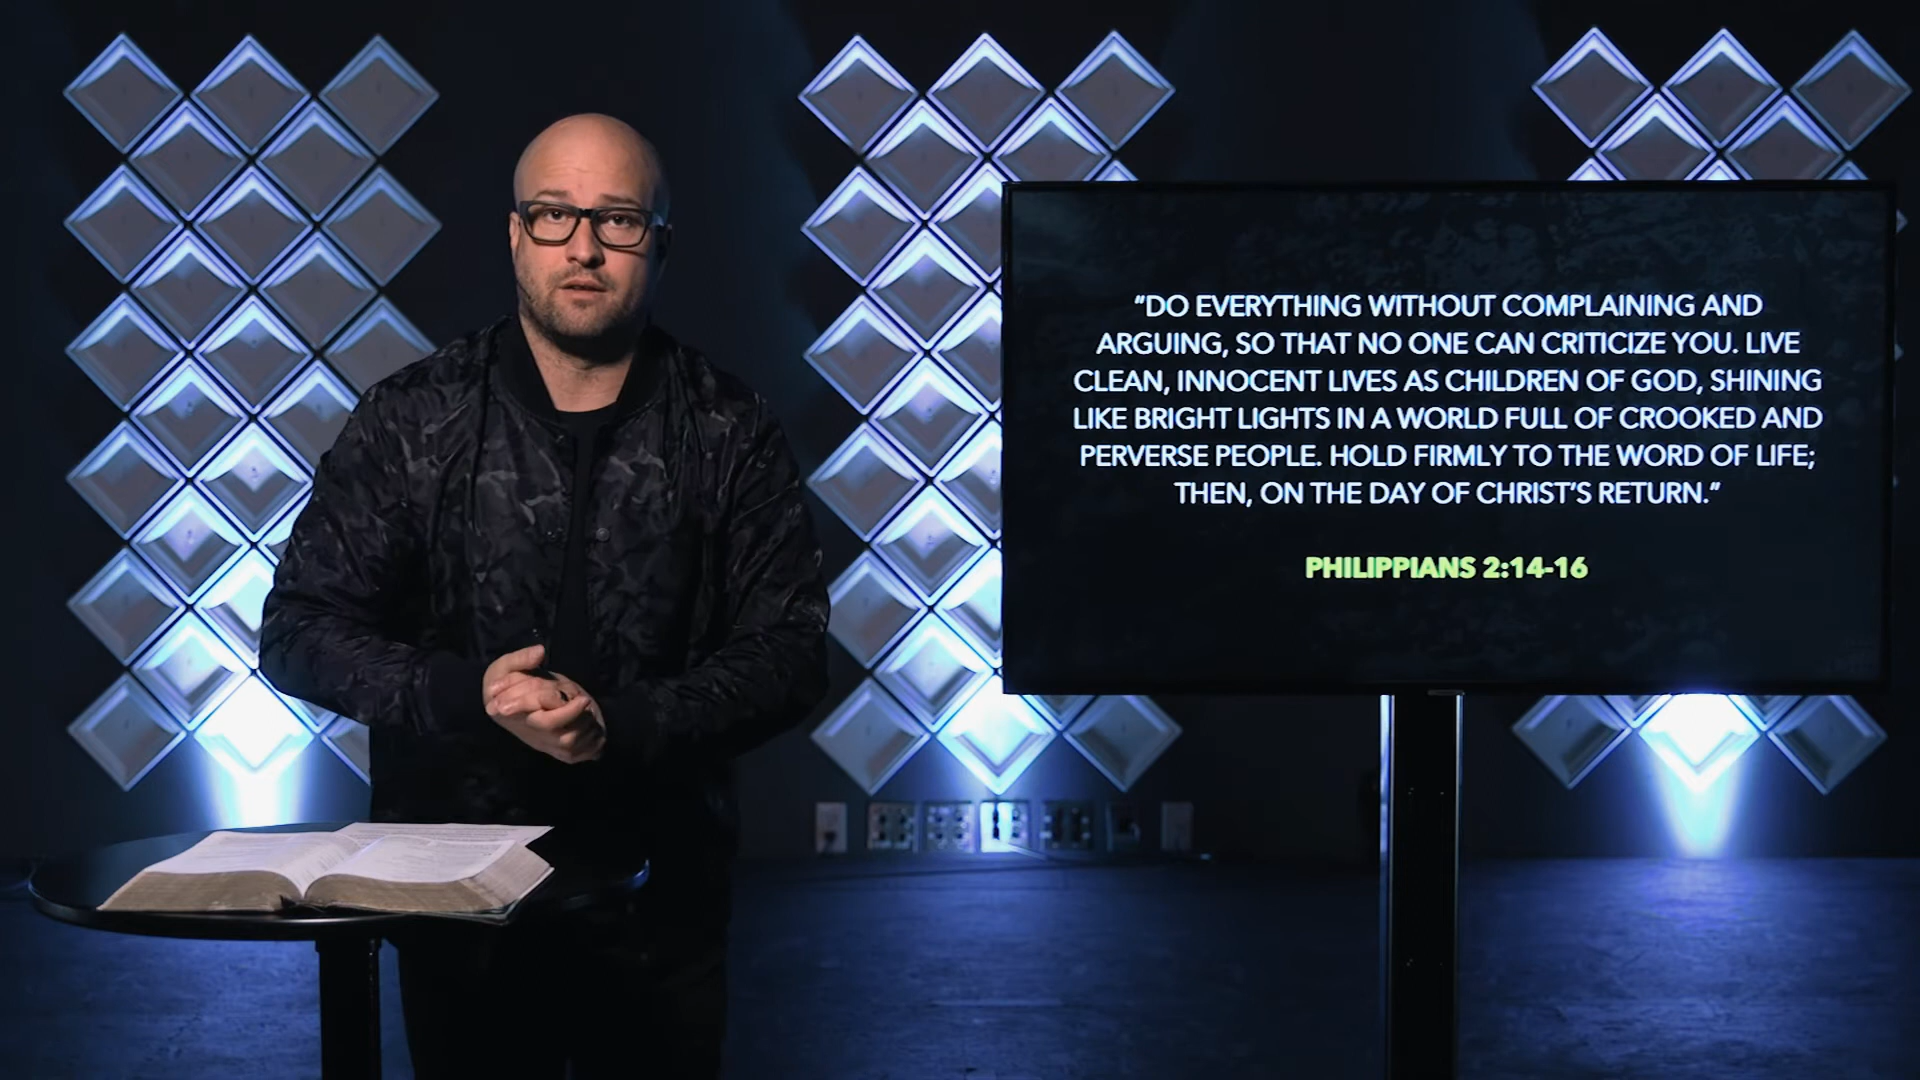 “DO EVERYTHING WITHOUT COMPLAINING AND
ARGUING, SO THAT NO ONE CAN CRITICIZE YOU. LIVE
CLEAN, INNOCENT LIVES AS CHILDREN OF GOD, SHINING
LIKE BRIGHT LIGHTS IN A WORLD FULL OF CROOKED AND
PERVERSE PEOPLE. HOLD FIRMLY TO THE WORD OF LIFE;
THEN, ON THE DAY OF CHRIST’S RETURN.”
PHILIPPIANS 2:14-16